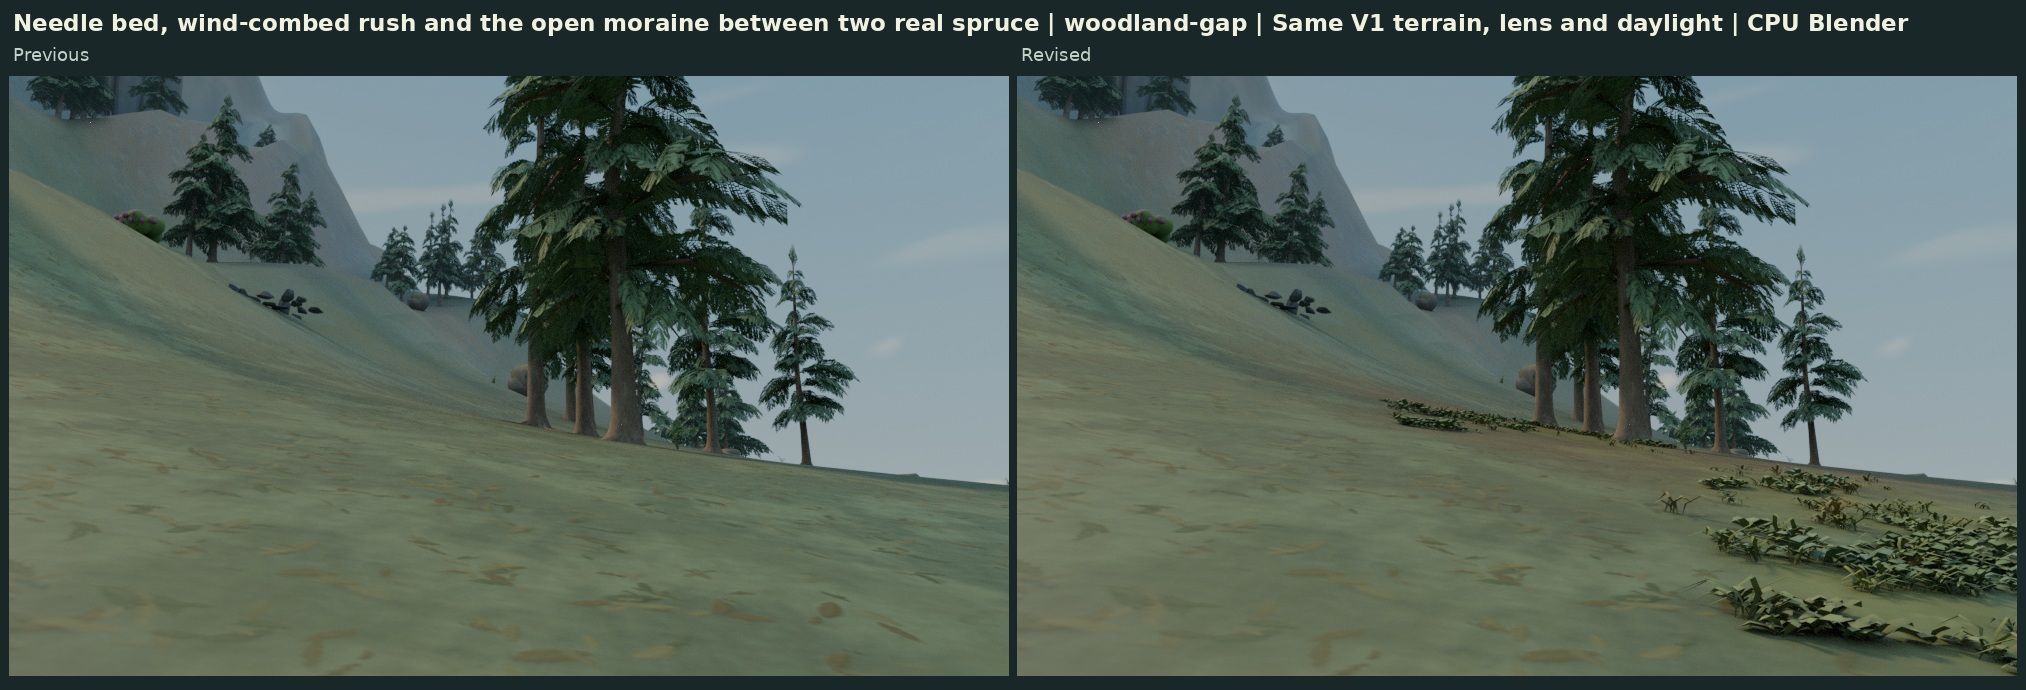 Needle bed, wind-combed rush and the open moraine between two real spruce | woodland-gap | Same V1 terrain, lens and daylight | CPU Blender
Previous
Revised